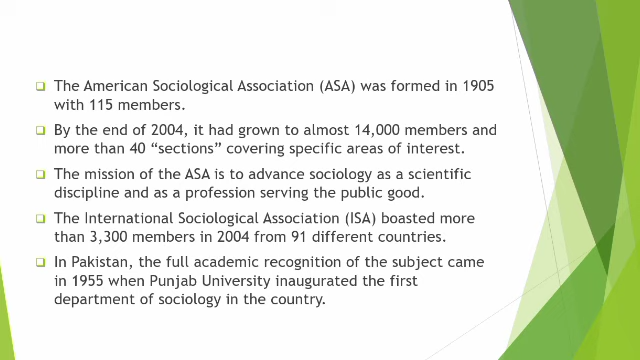 The American Sociological Association (ASA) was formed in 1905
with 115 members.
By the end of 2004, it had grown to almost 14,000 members and
more than 40 “sections” covering specific areas of interest.
The mission of the ASA is to advance sociology as a scientific
discipline and as a profession serving the public good.
The International Sociological Association (ISA) boasted more
than 3,300 members in 2004 from 91 different countries.
In Pakistan, the full academic recognition of the subject came
in 1955 when Punjab University inaugurated the first
department of sociology in the country.